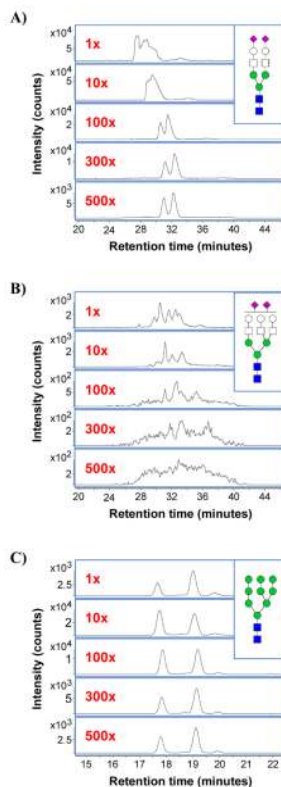 A)
x10⁴
5
1x
x10⁴
5
10x
x10⁴
2
100x
x10⁴
1
300x
x10³
5
500x
20 24 28 32 36 40 44
Retention time (minutes)
Intensity (counts)
B)
x10³
2
1x
x10³
2
10x
x10²
5
100x
x10²
2
300x
x10²
2
500x
20 24 28 32 36 40 44
Retention time (minutes)
Intensity (counts)
C)
x10³
2.5
1x
x10⁴
2
10x
x10⁴
1
100x
x10³
5
300x
x10³
2.5
500x
15 16 17 18 19 20 21 22
Retention time (minutes)
Intensity (counts)